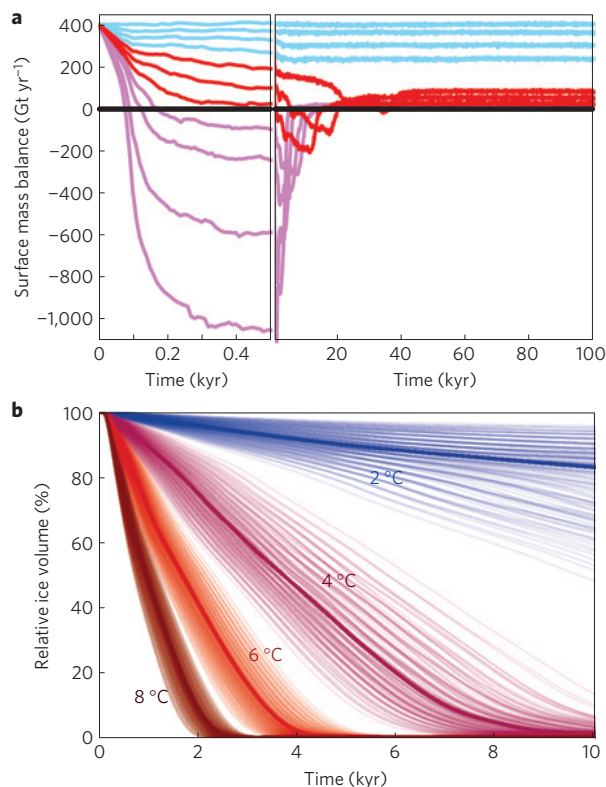 a
Surface mass balance (Gt yr⁻¹)
400
200
0
−200
−400
−600
−800
−1,000
0 0.2 0.4 20 40 60 80 100
Time (kyr) Time (kyr)
b
Relative ice volume (%)
100
80
60
40
20
0
2 °C
4 °C
6 °C
8 °C
0 2 4 6 8 10
Time (kyr)